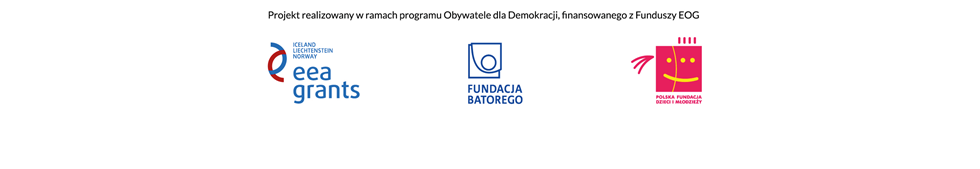 Projekt realizowany w ramach programu Obywatele dla Demokracji, finansowanego z Funduszy EOG
ICELAND
LIECHTENSTEIN
NORWAY
eea
grants
FUNDACJA
BATOREGO
POLSKA FUNDACJA
DZIECI I MŁODZIEŻY